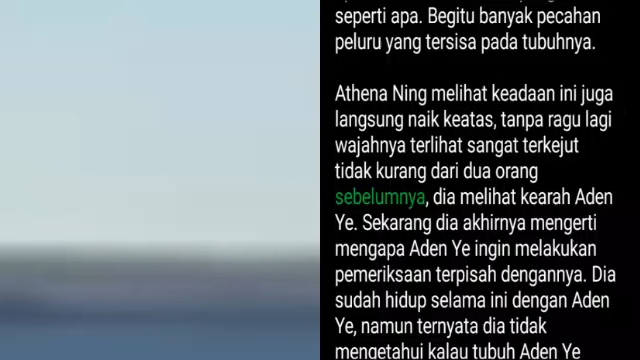 seperti apa. Begitu banyak pecahan
peluru yang tersisa pada tubuhnya.
Athena Ning melihat keadaan ini juga
langsung naik keatas, tanpa ragu lagi
wajahnya terlihat sangat terkejut
tidak kurang dari dua orang
sebelumnya, dia melihat kearah Aden
Ye. Sekarang dia akhirnya mengerti
mengapa Aden Ye ingin melakukan
pemeriksaan terpisah dengannya. Dia
sudah hidup selama ini dengan Aden
Ye, namun ternyata dia tidak
mengetahui kalau tubuh Aden Ye